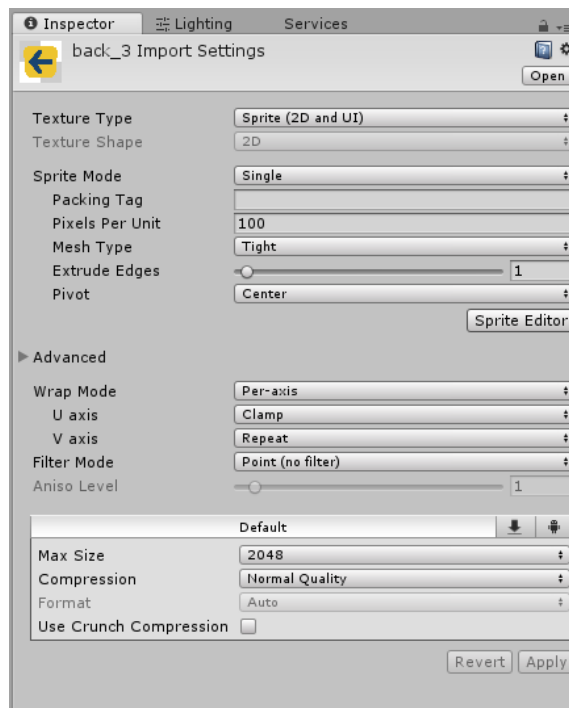 Inspector Lighting Services
back_3 Import Settings
Open
Texture Type Sprite (2D and UI)
Texture Shape 2D
Sprite Mode Single
Packing Tag
Pixels Per Unit 100
Mesh Type Tight
Extrude Edges 1
Pivot Center
Sprite Editor
Advanced
Wrap Mode Per-axis
U axis Clamp
V axis Repeat
Filter Mode Point (no filter)
Aniso Level 1
Default
Max Size 2048
Compression Normal Quality
Format Auto
Use Crunch Compression
Revert Apply